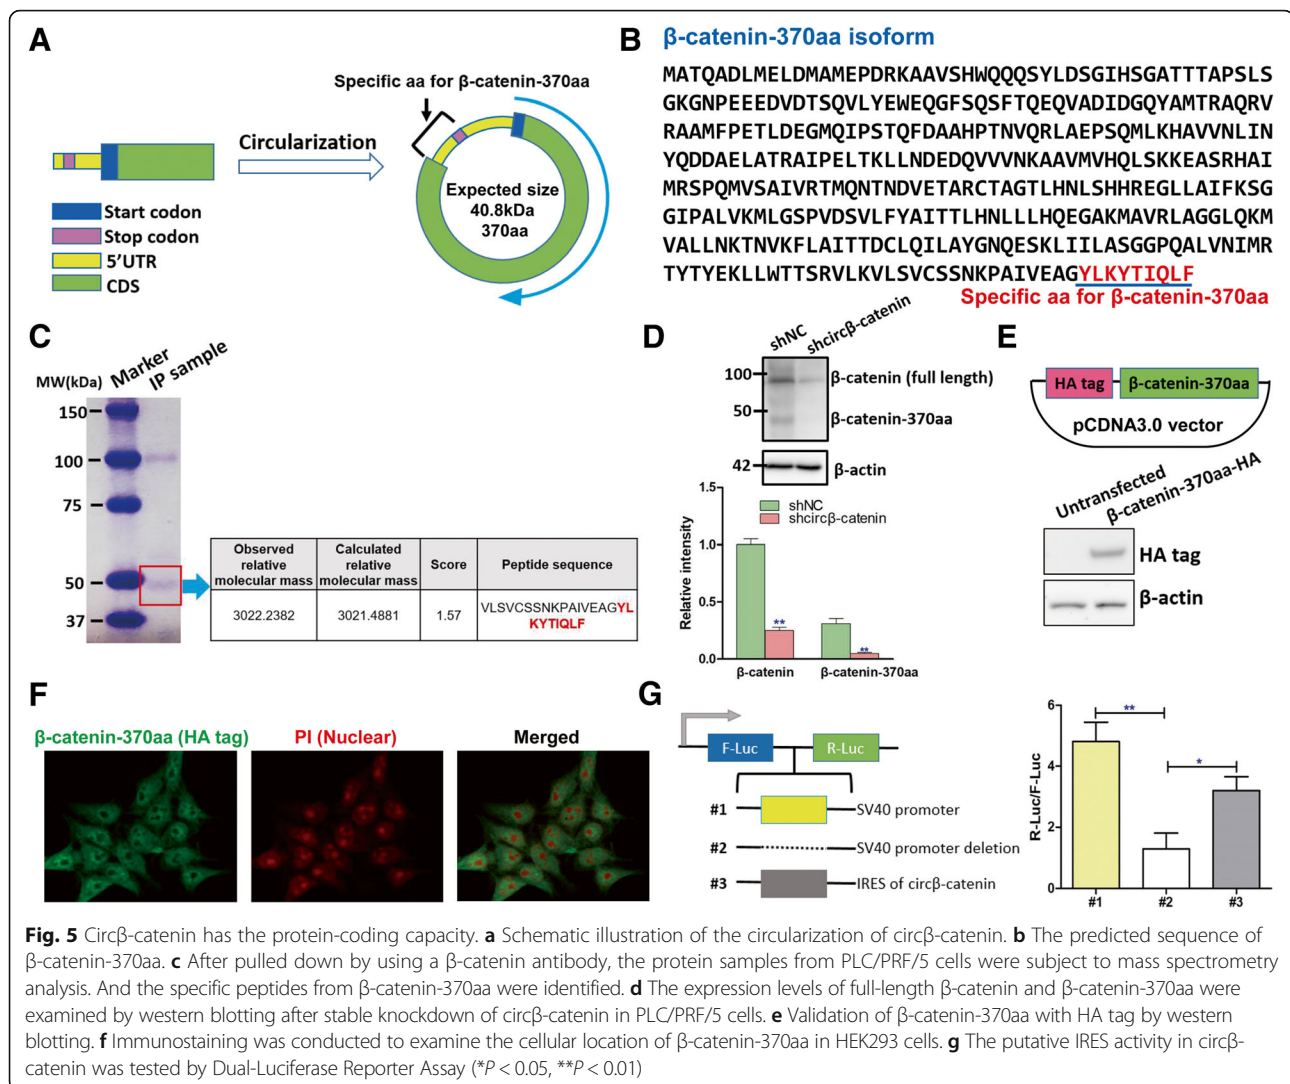 A
Specific aa for β-catenin-370aa
Circularization
Expected size
40.8kDa
370aa
Start codon
Stop codon
5'UTR
CDS
B
β-catenin-370aa isoform
MATQADLMELDMAMEPDRKAAVSHWQQQSYLDSGIHSGATTTAPSLS
GKGNPEEEDVDTSQVLYEWEQGFSQSFTQEQVADIDGQYAMTRAQRV
RAAMFPETLDEGMQIPSTQFDAAHPTNVQRLAEPSQMLKHAVVNLIN
YQDDAELATRAIPELTKLLNDEDQVVVNKAAVMVHQLSKKEASRHAI
MRSPQMVSAIVRTMQNTNDVETARCTAGTLHNLSHHREGLLAIFKSG
GIPALVKMLGSPVDSVLFYAITTLHNLLLHQEGAKMAVRLAGGLQKM
VALLNKTNVKFLAITTDCLQILAYGNQESKLIILASGGPQALVNIMR
TYTYEKLLWTTSRVLKVLSVCSSNKPAIVEAGYLKYTIQLF
Specific aa for β-catenin-370aa
C
MW(kDa)
Marker
IP sample
150
100
75
50
37
Observed relative molecular mass
Calculated relative molecular mass
Score
Peptide sequence
3022.2382
3021.4881
1.57
VLSVCSSNKPAIVEAGYL
KYTIQLF
D
shNC
shcircβ-catenin
100
β-catenin (full length)
50
β-catenin-370aa
42
β-actin
1.5
1.0
0.5
0.0
Relative intensity
shNC
shcircβ-catenin
**
**
β-catenin
β-catenin-370aa
E
HA tag
β-catenin-370aa
pCDNA3.0 vector
Untransfected
β-catenin-370aa-HA
HA tag
β-actin
F
β-catenin-370aa (HA tag)
PI (Nuclear)
Merged
G
F-Luc
R-Luc
#1
SV40 promoter
#2
SV40 promoter deletion
#3
IRES of circβ-catenin
R-Luc/F-Luc
6
4
2
0
**
*
#1
#2
#3
Fig. 5 Circβ-catenin has the protein-coding capacity. a Schematic illustration of the circularization of circβ-catenin. b The predicted sequence of
β-catenin-370aa. c After pulled down by using a β-catenin antibody, the protein samples from PLC/PRF/5 cells were subject to mass spectrometry
analysis. And the specific peptides from β-catenin-370aa were identified. d The expression levels of full-length β-catenin and β-catenin-370aa were
examined by western blotting after stable knockdown of circβ-catenin in PLC/PRF/5 cells. e Validation of β-catenin-370aa with HA tag by western
blotting. f Immunostaining was conducted to examine the cellular location of β-catenin-370aa in HEK293 cells. g The putative IRES activity in circβ-
catenin was tested by Dual-Luciferase Reporter Assay (*P < 0.05, **P < 0.01)